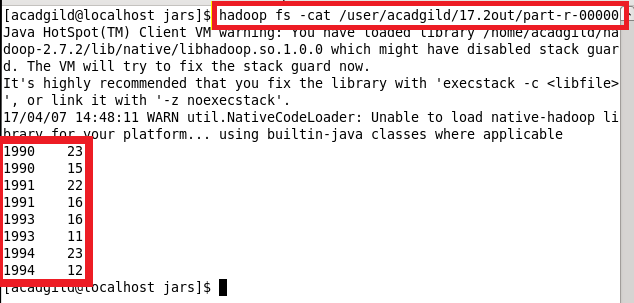 [acadgild@localhost jars]$ hadoop fs -cat /user/acadgild/17.2out/part-r-00000
Java HotSpot(TM) Client VM warning: You have loaded library /home/acadgild/ha
doop-2.7.2/lib/native/libhadoop.so.1.0.0 which might have disabled stack guar
d. The VM will try to fix the stack guard now.
It's highly recommended that you fix the library with 'execstack -c <libfile>
', or link it with '-z noexecstack'.
17/04/07 14:48:11 WARN util.NativeCodeLoader: Unable to load native-hadoop li
brary for your platform... using builtin-java classes where applicable
1990    23
1990    15
1991    22
1991    16
1993    16
1993    11
1994    23
1994    12
[acadgild@localhost jars]$